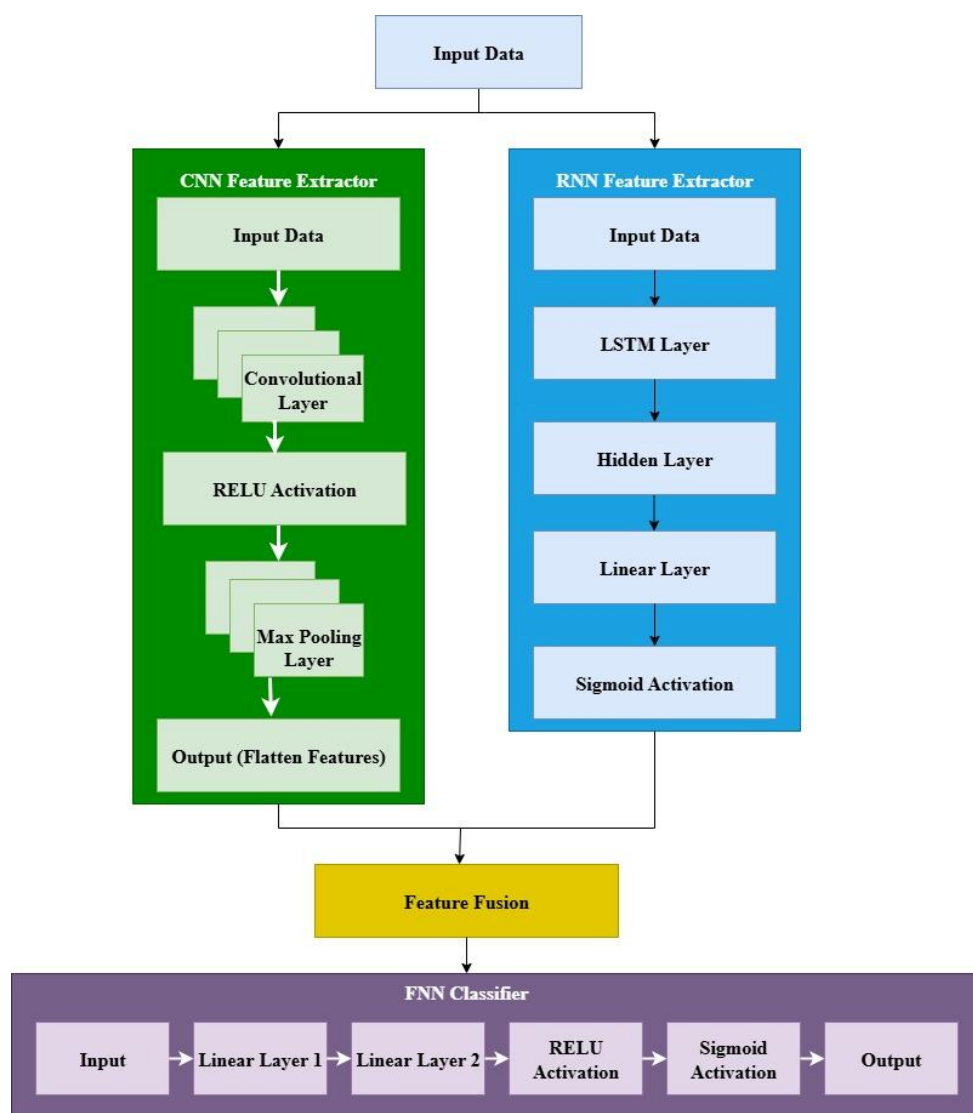 Input Data
CNN Feature Extractor
Input Data
Convolutional
Layer
RELU Activation
Max Pooling
Layer
Output (Flatten Features)
RNN Feature Extractor
Input Data
LSTM Layer
Hidden Layer
Linear Layer
Sigmoid Activation
Feature Fusion
FNN Classifier
Input
Linear Layer 1
Linear Layer 2
RELU
Activation
Sigmoid
Activation
Output